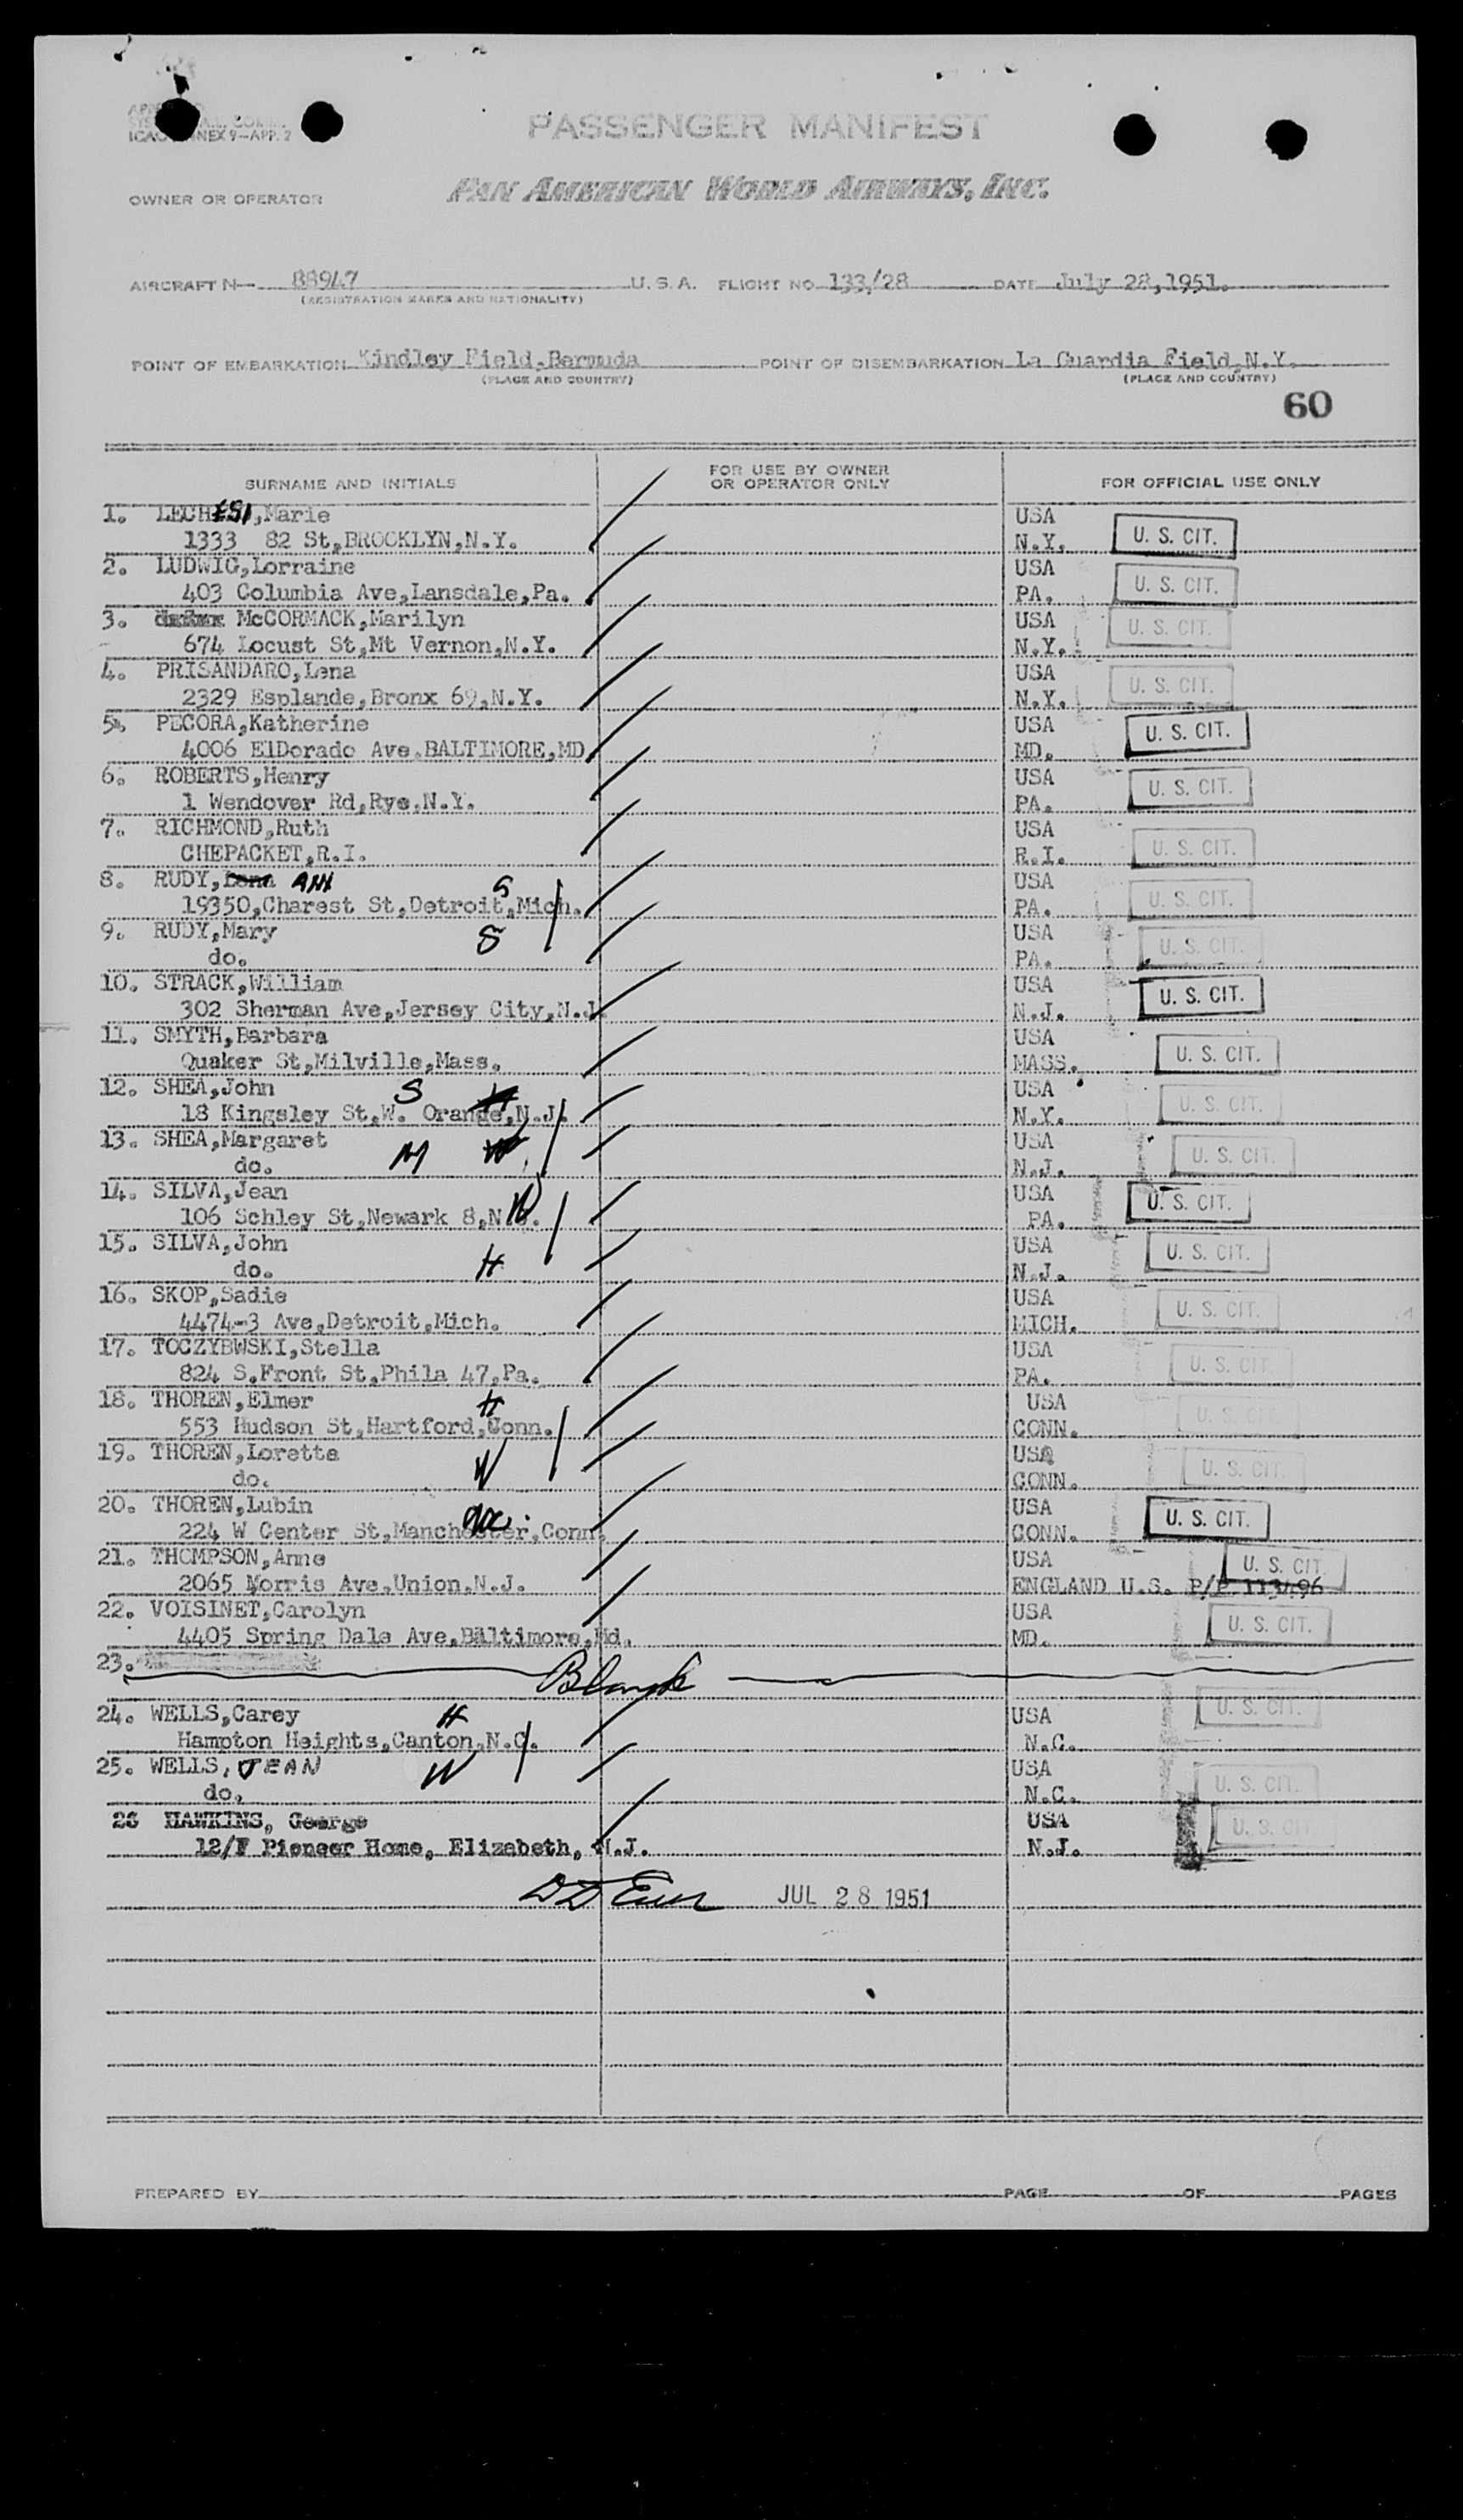 ICAO ANNEX 9—APP. 2
PASSENGER MANIFEST
OWNER OR OPERATOR PAN AMERICAN WORLD AIRWAYS, INC.
AIRCRAFT N— 88947 U. S. A. FLIGHT NO. 133/28 DATE July 28,1951.
(REGISTRATION MARKS AND NATIONALITY)
POINT OF EMBARKATION Kindley Field,Bermuda POINT OF DISEMBARKATION La Guardia Field,N.Y.
(PLACE AND COUNTRY) (PLACE AND COUNTRY)
60
SURNAME AND INITIALS FOR USE BY OWNER OR OPERATOR ONLY FOR OFFICIAL USE ONLY
1. LECHESI,Marie USA
1333 82 St,BROOKLYN,N.Y. N.Y. U. S. CIT.
2. LUDWIG,Lorraine USA
403 Columbia Ave,Lansdale,Pa. PA. U. S. CIT.
3. McCORMACK,Marilyn USA
674 Locust St,Mt Vernon,N.Y. N.Y. U. S. CIT.
4. PRISANDARO,Lena USA
2329 Esplande,Bronx 69,N.Y. N.Y. U. S. CIT.
5. PECORA,Katherine USA
4006 ElDorado Ave.BALTIMORE,MD MD. U. S. CIT.
6. ROBERTS,Henry USA
1 Wendover Rd,Rye,N.Y. PA. U. S. CIT.
7. RICHMOND,Ruth USA
CHEPACKET,R.I. R.I. U. S. CIT.
8. RUDY, ANN USA
19350,Charest St,Detroit,Mich. S PA. U. S. CIT.
9. RUDY,Mary S USA
do. PA. U. S. CIT.
10. STRACK,William USA
302 Sherman Ave,Jersey City,N.J. N.J. U. S. CIT.
11. SMYTH,Barbara USA
Quaker St,Milville,Mass. MASS. U. S. CIT.
12. SHEA,John S USA
18 Kingsley St,W. Orange,N.J. N.Y. U. S. CIT.
13. SHEA,Margaret USA
do. M N.J. U. S. CIT.
14. SILVA,Jean USA
106 Schley St,Newark 8,N.J. W PA. U. S. CIT.
15. SILVA,John USA
do. H N.J. U. S. CIT.
16. SKOP,Sadie USA
4474-3 Ave,Detroit,Mich. MICH. U. S. CIT.
17. TOCZYBWSKI,Stella USA
824 S.Front St,Phila 47,Pa. PA. U. S. CIT.
18. THOREN,Elmer H USA
553 Hudson St,Hartford,Conn. CONN. U. S. CIT.
19. THOREN,Loretta USA
do. W CONN. U. S. CIT.
20. THOREN,Lubin USA
224 W Center St,Manchester,Conn. CONN. U. S. CIT.
21. THOMPSON,Anne USA U. S. CIT
2065 Morris Ave,Union,N.J. ENGLAND U.S. P/P 113496
22. VOISINET,Carolyn USA
4405 Spring Dale Ave,Baltimore,Md. MD. U. S. CIT.
23. Blank
24. WELLS,Carey H USA U. S. CIT.
Hampton Heights,Canton,N.C. N.C.
25. WELLS, JEAN W USA
do. N.C. U. S. CIT.
26 HAWKINS, George USA
12/F Pioneer Home, Elizabeth, N.J. N.J. U. S. CIT.
JUL 28 1951
PREPARED BY PAGE OF PAGES